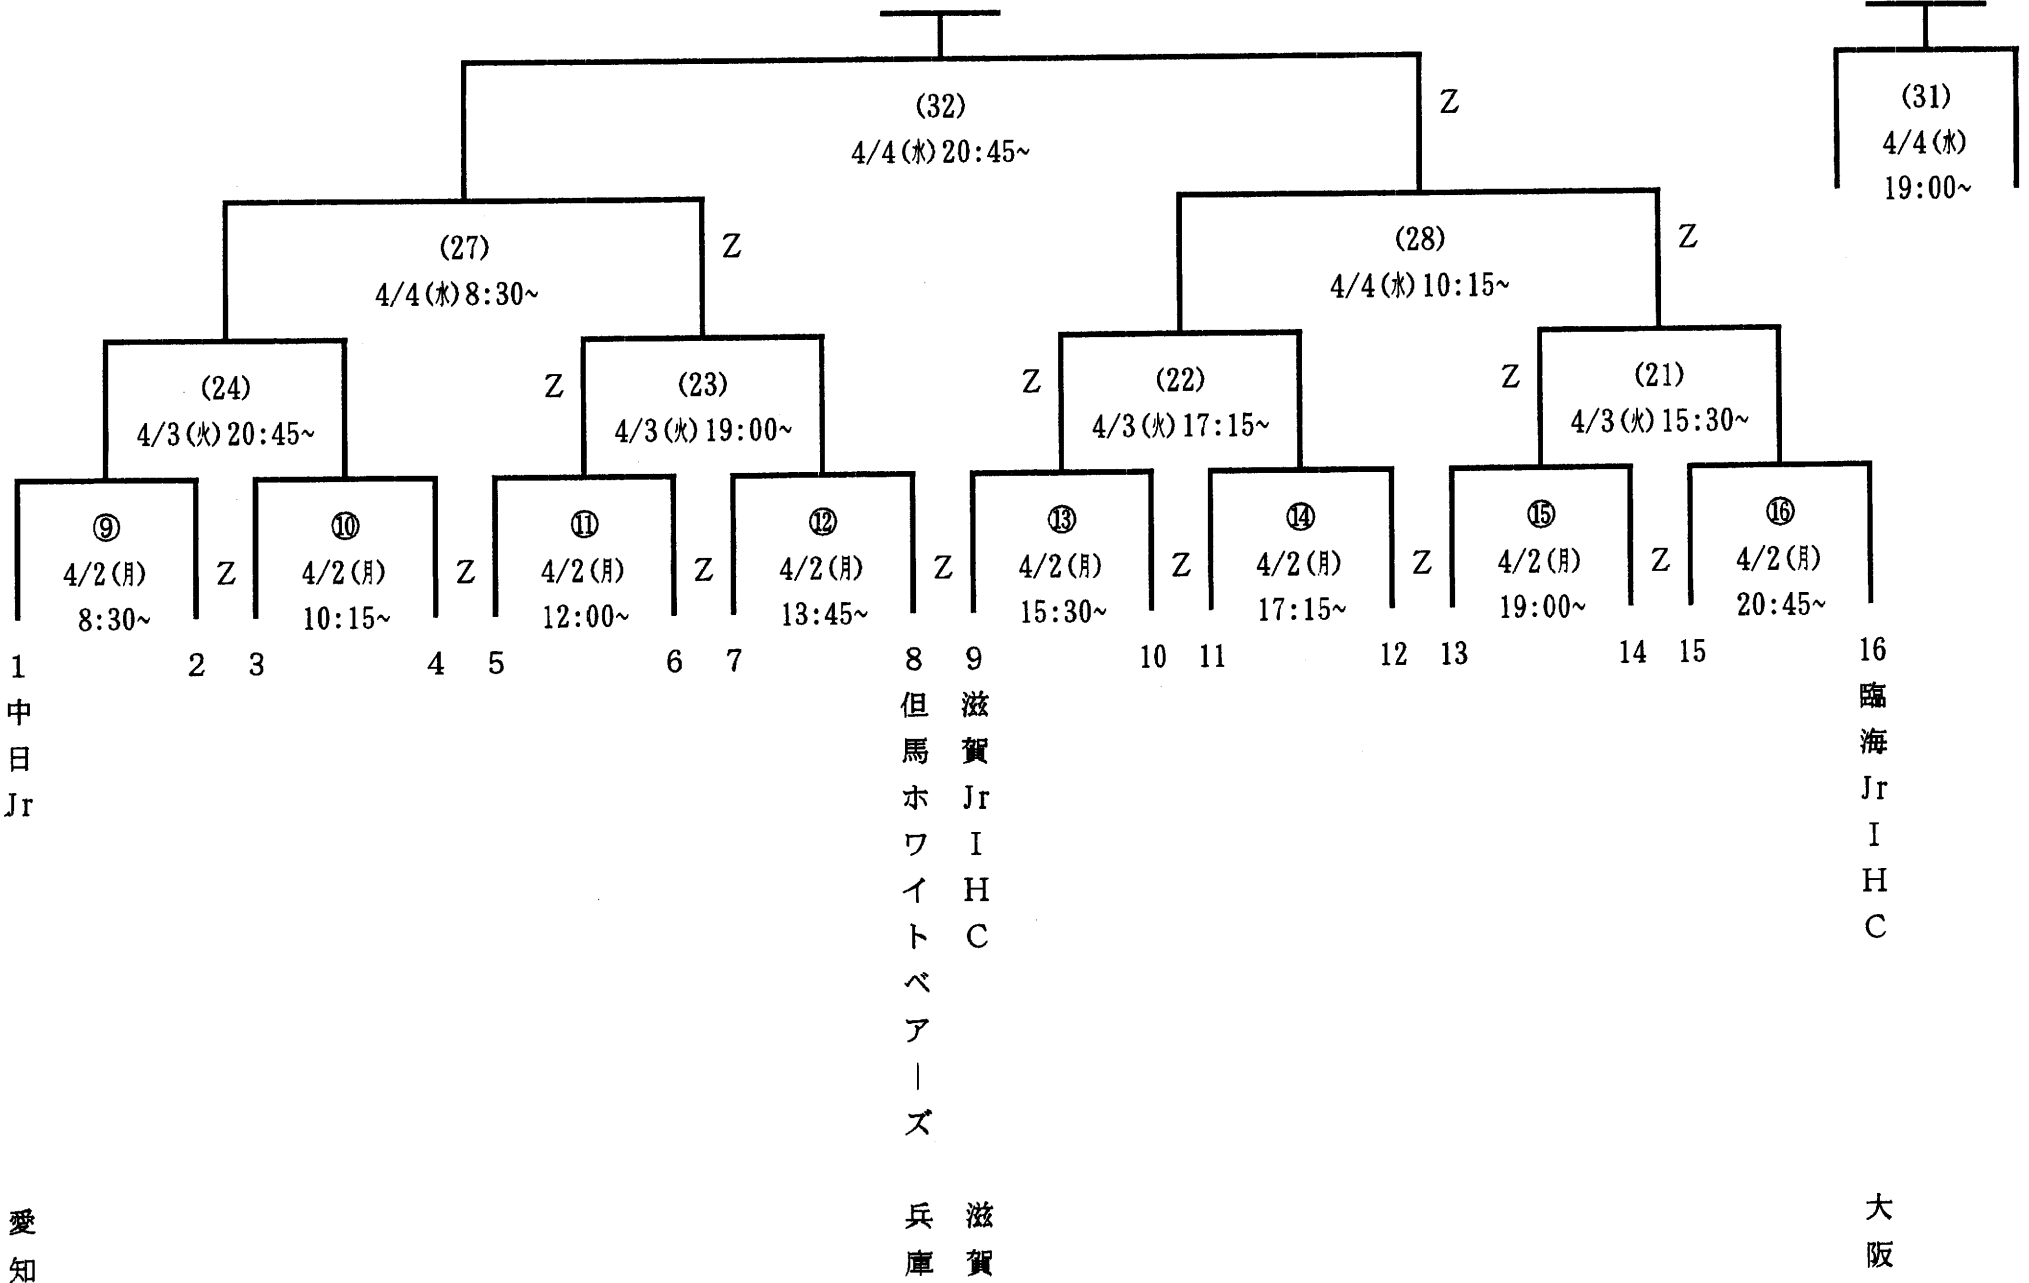 (32)
4/4(水)20:45~
Z
(31)
4/4(水)
19:00~
(27)
4/4(水)8:30~
Z
(28)
4/4(水)10:15~
Z
(24)
4/3(火)20:45~
Z
(23)
4/3(火)19:00~
Z
(22)
4/3(火)17:15~
Z
(21)
4/3(火)15:30~
⑨
4/2(月)
8:30~
Z
⑩
4/2(月)
10:15~
Z
⑪
4/2(月)
12:00~
Z
⑫
4/2(月)
13:45~
Z
⑬
4/2(月)
15:30~
Z
⑭
4/2(月)
17:15~
Z
⑮
4/2(月)
19:00~
Z
⑯
4/2(月)
20:45~
1 2 3 4 5 6 7 8 9 10 11 12 13 14 15 16
中日Jr
愛知
但馬ホワイトベアーズ
兵庫
滋賀JrIHC
滋賀
臨海JrIHC
大阪